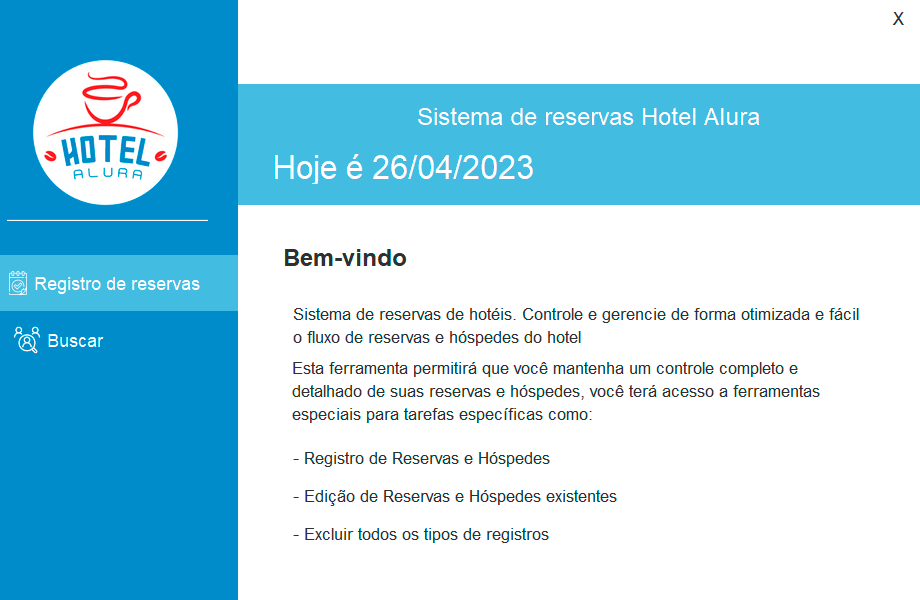 X
HOTEL
ALURA
Sistema de reservas Hotel Alura
Hoje é 26/04/2023
Registro de reservas
Buscar
Bem-vindo
Sistema de reservas de hotéis. Controle e gerencie de forma otimizada e fácil
o fluxo de reservas e hóspedes do hotel
Esta ferramenta permitirá que você mantenha um controle completo e
detalhado de suas reservas e hóspedes, você terá acesso a ferramentas
especiais para tarefas específicas como:
- Registro de Reservas e Hóspedes
- Edição de Reservas e Hóspedes existentes
- Excluir todos os tipos de registros